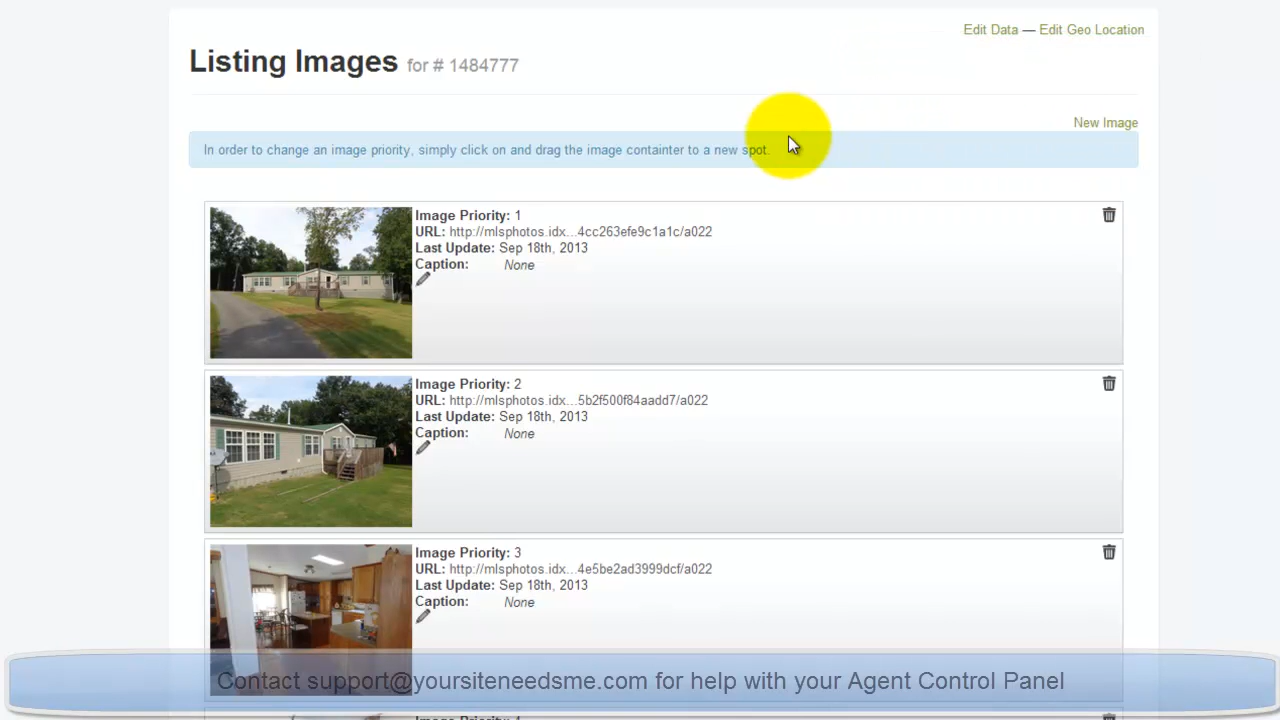 Edit Data — Edit Geo Location
Listing Images for # 1484777
New Image
In order to change an image priority, simply click on and drag the image containter to a new spot.
Image Priority: 1
URL: http://mlsphotos.idx...4cc263efe9c1a1c/a022
Last Update: Sep 18th, 2013
Caption: None
Image Priority: 2
URL: http://mlsphotos.idx...5b2f500f84aadd7/a022
Last Update: Sep 18th, 2013
Caption: None
Image Priority: 3
URL: http://mlsphotos.idx...4e5be2ad3999dcf/a022
Last Update: Sep 18th, 2013
Caption: None
Contact support@yoursiteneedsme.com for help with your Agent Control Panel
Image Priority: